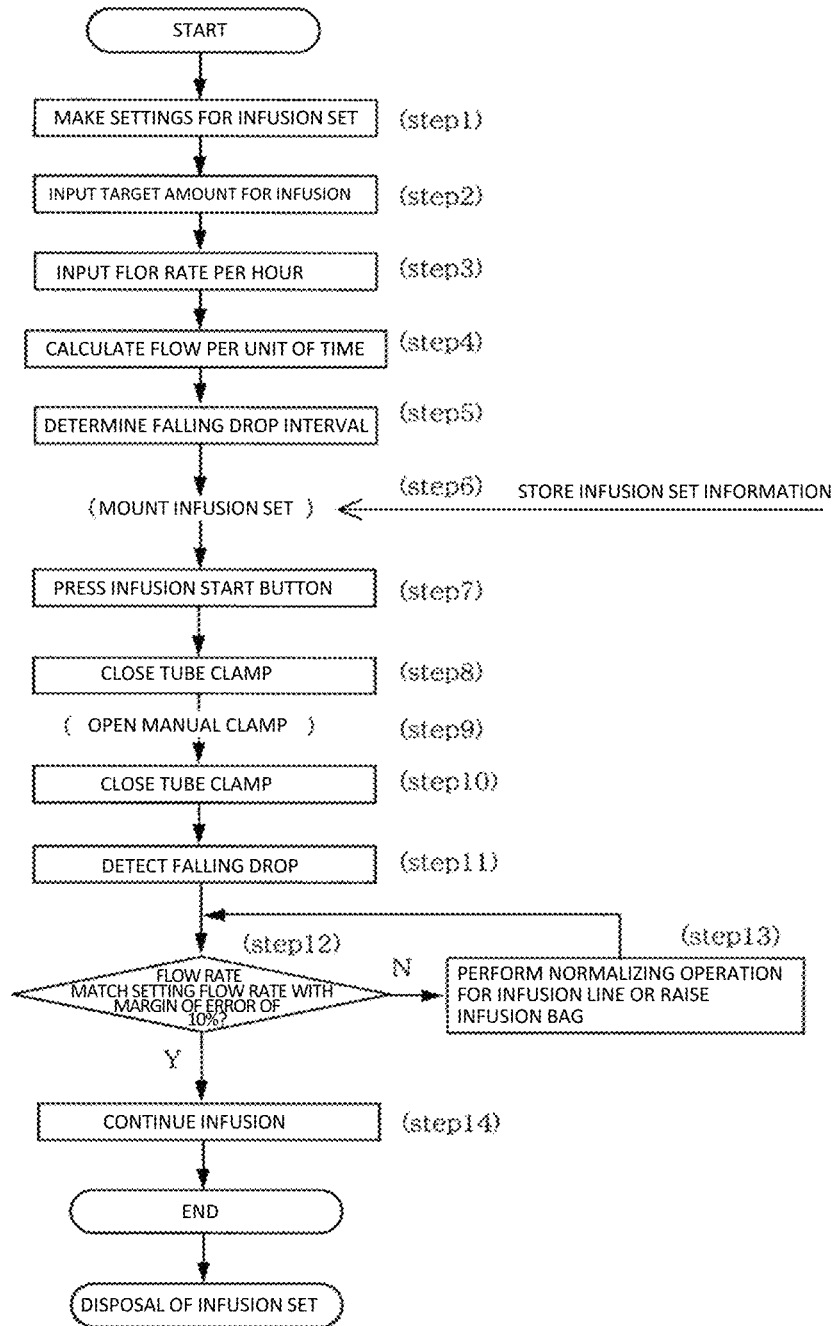 START
MAKE SETTINGS FOR INFUSION SET (step1)
INPUT TARGET AMOUNT FOR INFUSION (step2)
INPUT FLOR RATE PER HOUR (step3)
CALCULATE FLOW PER UNIT OF TIME (step4)
DETERMINE FALLING DROP INTERVAL (step5)
(step6)
(MOUNT INFUSION SET )
STORE INFUSION SET INFORMATION
PRESS INFUSION START BUTTON (step7)
CLOSE TUBE CLAMP (step8)
( OPEN MANUAL CLAMP ) (step9)
CLOSE TUBE CLAMP (step10)
DETECT FALLING DROP (step11)
(step12)
FLOW RATE
MATCH SETTING FLOW RATE WITH
MARGIN OF ERROR OF
10%?
N
(step13)
PERFORM NORMALIZING OPERATION
FOR INFUSION LINE OR RAISE
INFUSION BAG
Y
CONTINUE INFUSION (step14)
END
DISPOSAL OF INFUSION SET